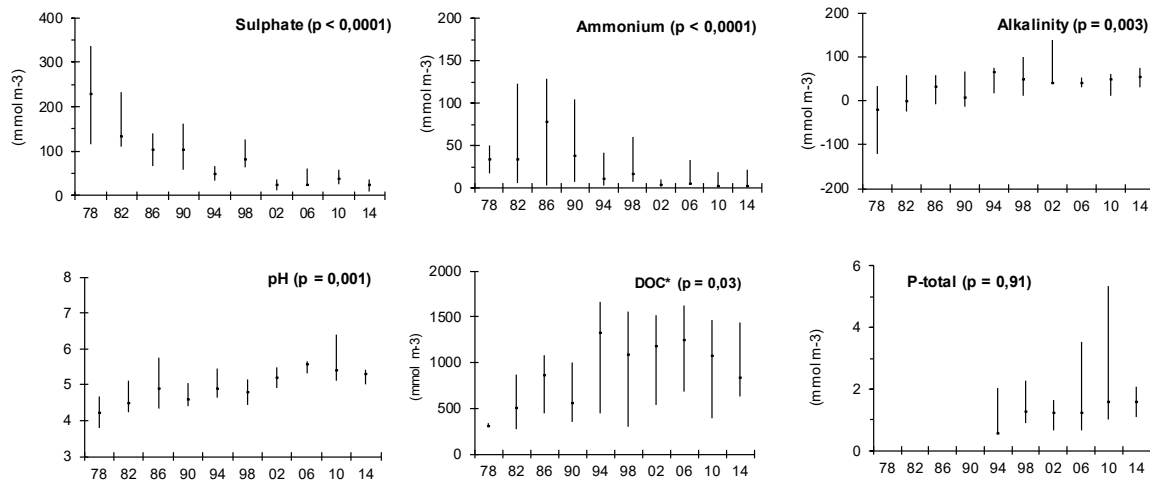 Sulphate (p < 0,0001)
(mmol m-3)
400
300
200
100
0
78 82 86 90 94 98 02 06 10 14
Ammonium (p < 0,0001)
(mmol m-3)
200
150
100
50
0
78 82 86 90 94 98 02 06 10 14
Alkalinity (p = 0,003)
(mmol m-3)
200
100
0
-100
-200
78 82 86 90 94 98 02 06 10 14
pH (p = 0,001)
8
7
6
5
4
3
78 82 86 90 94 98 02 06 10 14
DOC* (p = 0,03)
(mmol m-3)
2000
1500
1000
500
0
78 82 86 90 94 98 02 06 10 14
P-total (p = 0,91)
(mmol m-3)
6
4
2
0
78 82 86 90 94 98 02 06 10 14